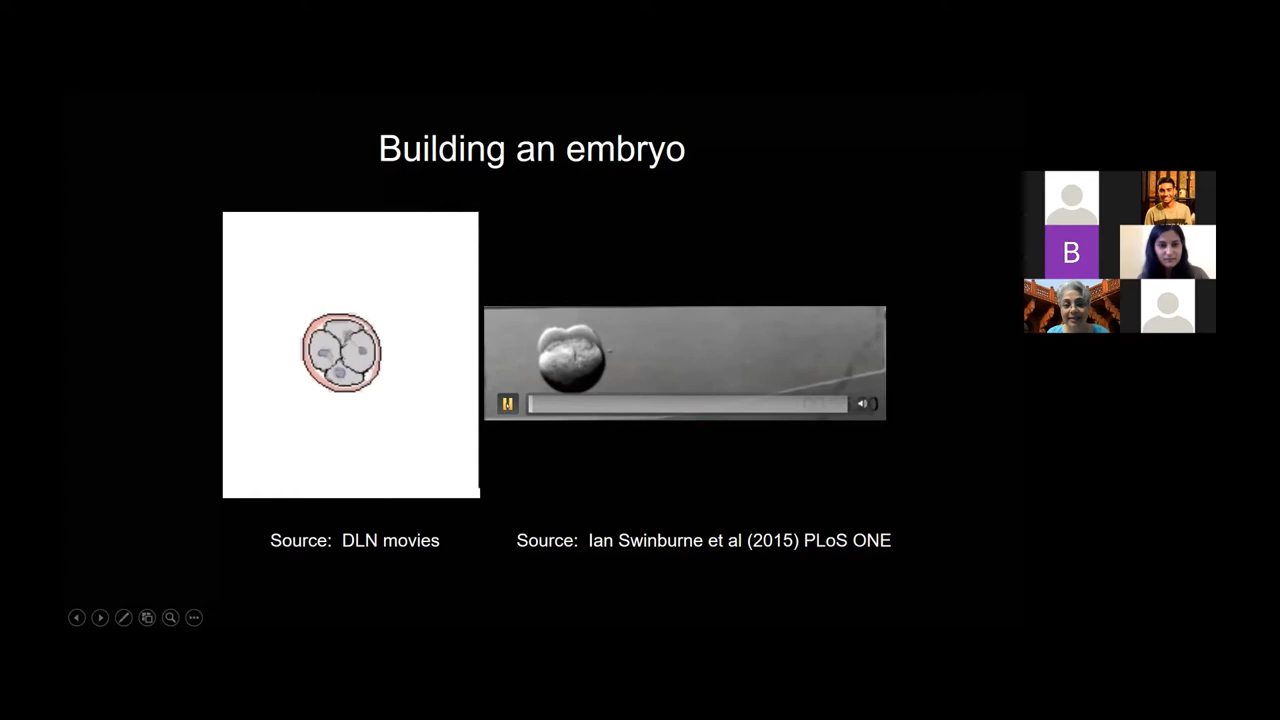 Building an embryo
B
Source: DLN movies
Source: Ian Swinburne et al (2015) PLoS ONE